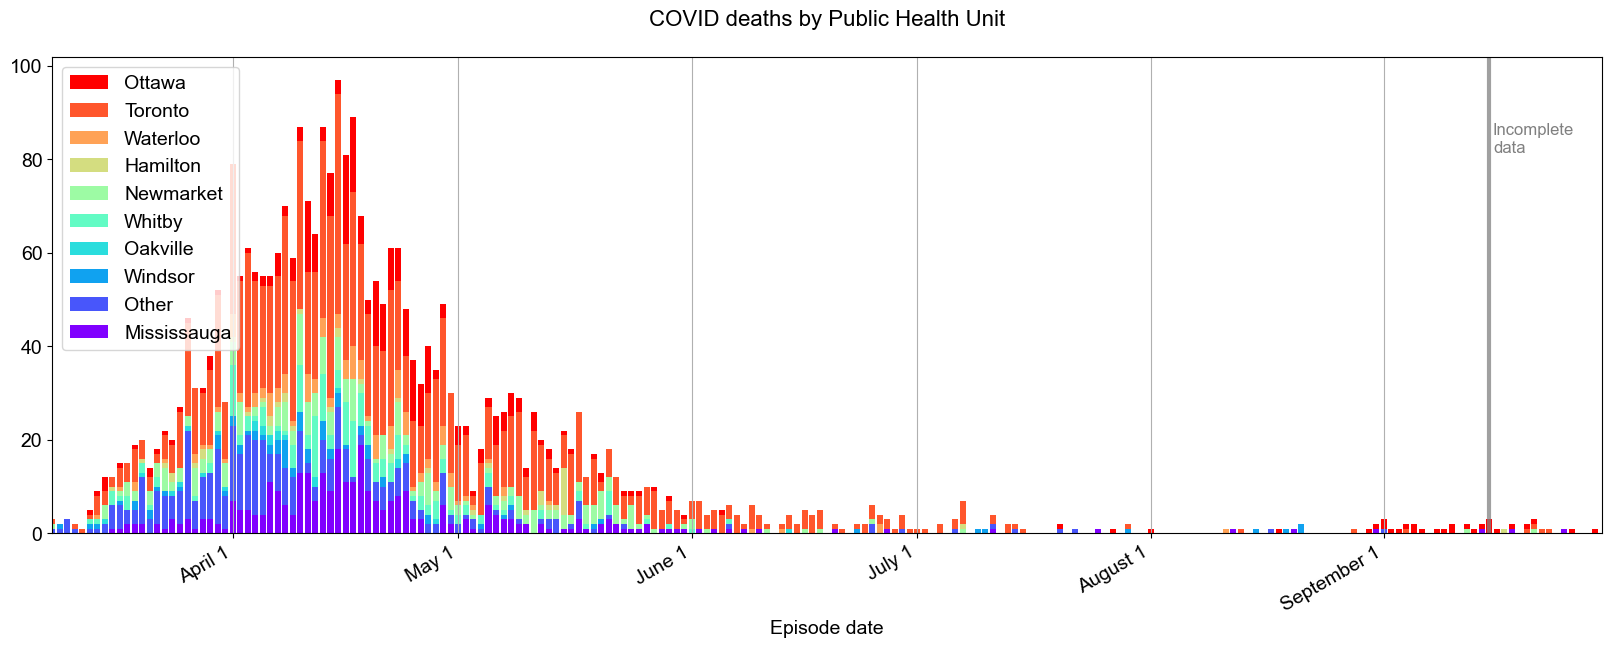 COVID deaths by Public Health Unit
100
80
60
40
20
0
Ottawa
Toronto
Waterloo
Hamilton
Newmarket
Whitby
Oakville
Windsor
Other
Mississauga
Incomplete
data
April 1
May 1
June 1
July 1
August 1
September 1
Episode date